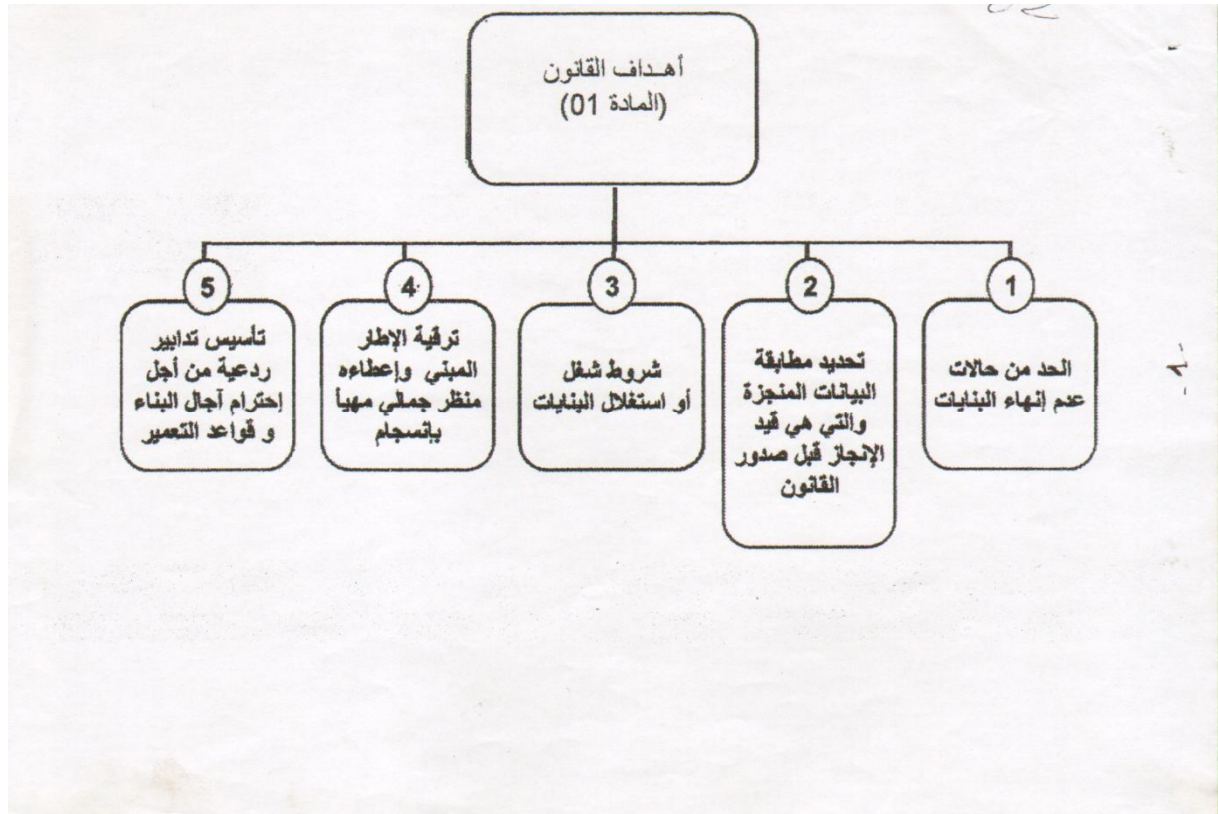 أهـداف القانون
(المادة 01)
1
الحد من حالات
عدم إنهاء البنايات
2
تحديد مطابقة
البيانات المنجزة
والتي هي قيد
الإنجاز قبل صدور
القانون
3
شروط شغل
أو استغلال البنايات
4
ترقية الإطار
المبني وإعطاءه
منظر جمالي مهيأ
بإنسجام
5
تأسيس تدابير
ردعية من أجل
إحترام آجال البناء
و قواعد التعمير
-1-